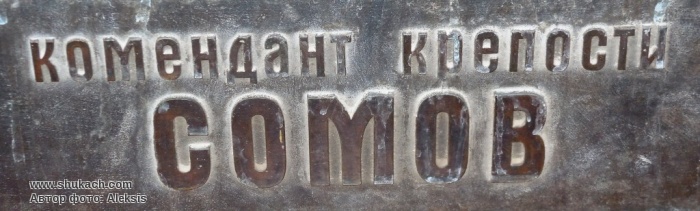 комендант крепости
СОМОВ
www.shukach.com
Автор фото: Aleksis